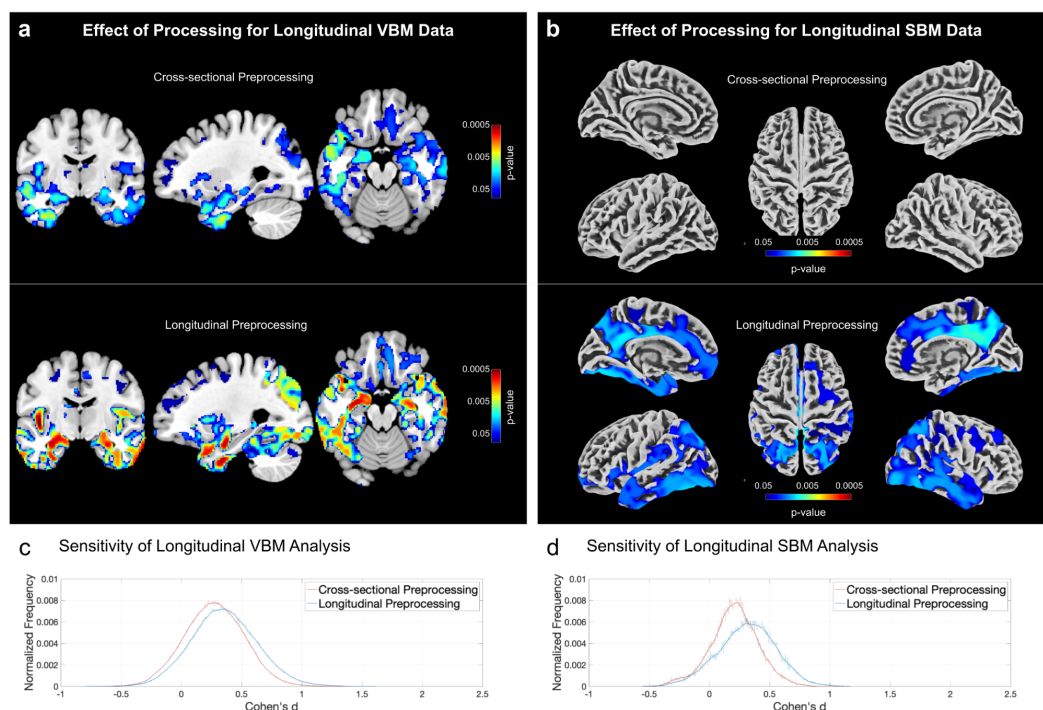 a Effect of Processing for Longitudinal VBM Data
Cross-sectional Preprocessing
0.0005
0.005
0.05
p-value
Longitudinal Preprocessing
0.0005
0.005
0.05
p-value
b Effect of Processing for Longitudinal SBM Data
Cross-sectional Preprocessing
0.05 0.005 0.0005
p-value
Longitudinal Preprocessing
0.05 0.005 0.0005
p-value
c Sensitivity of Longitudinal VBM Analysis
Normalized Frequency
0.01
0.008
0.006
0.004
0.002
0
-1 -0.5 0 0.5 1 1.5 2 2.5
Cohen's d
Cross-sectional Preprocessing
Longitudinal Preprocessing
d Sensitivity of Longitudinal SBM Analysis
Normalized Frequency
0.01
0.008
0.006
0.004
0.002
0
-1 -0.5 0 0.5 1 1.5 2 2.5
Cohen's d
Cross-sectional Preprocessing
Longitudinal Preprocessing